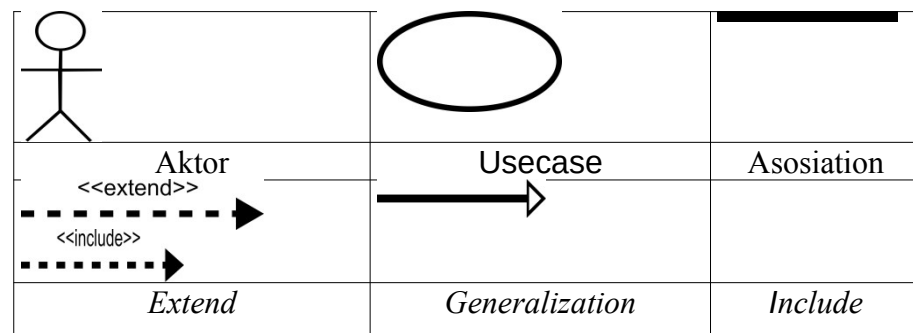 Aktor
Usecase
Asosiation
<<extend>>
<<include>>
Extend
Generalization
Include